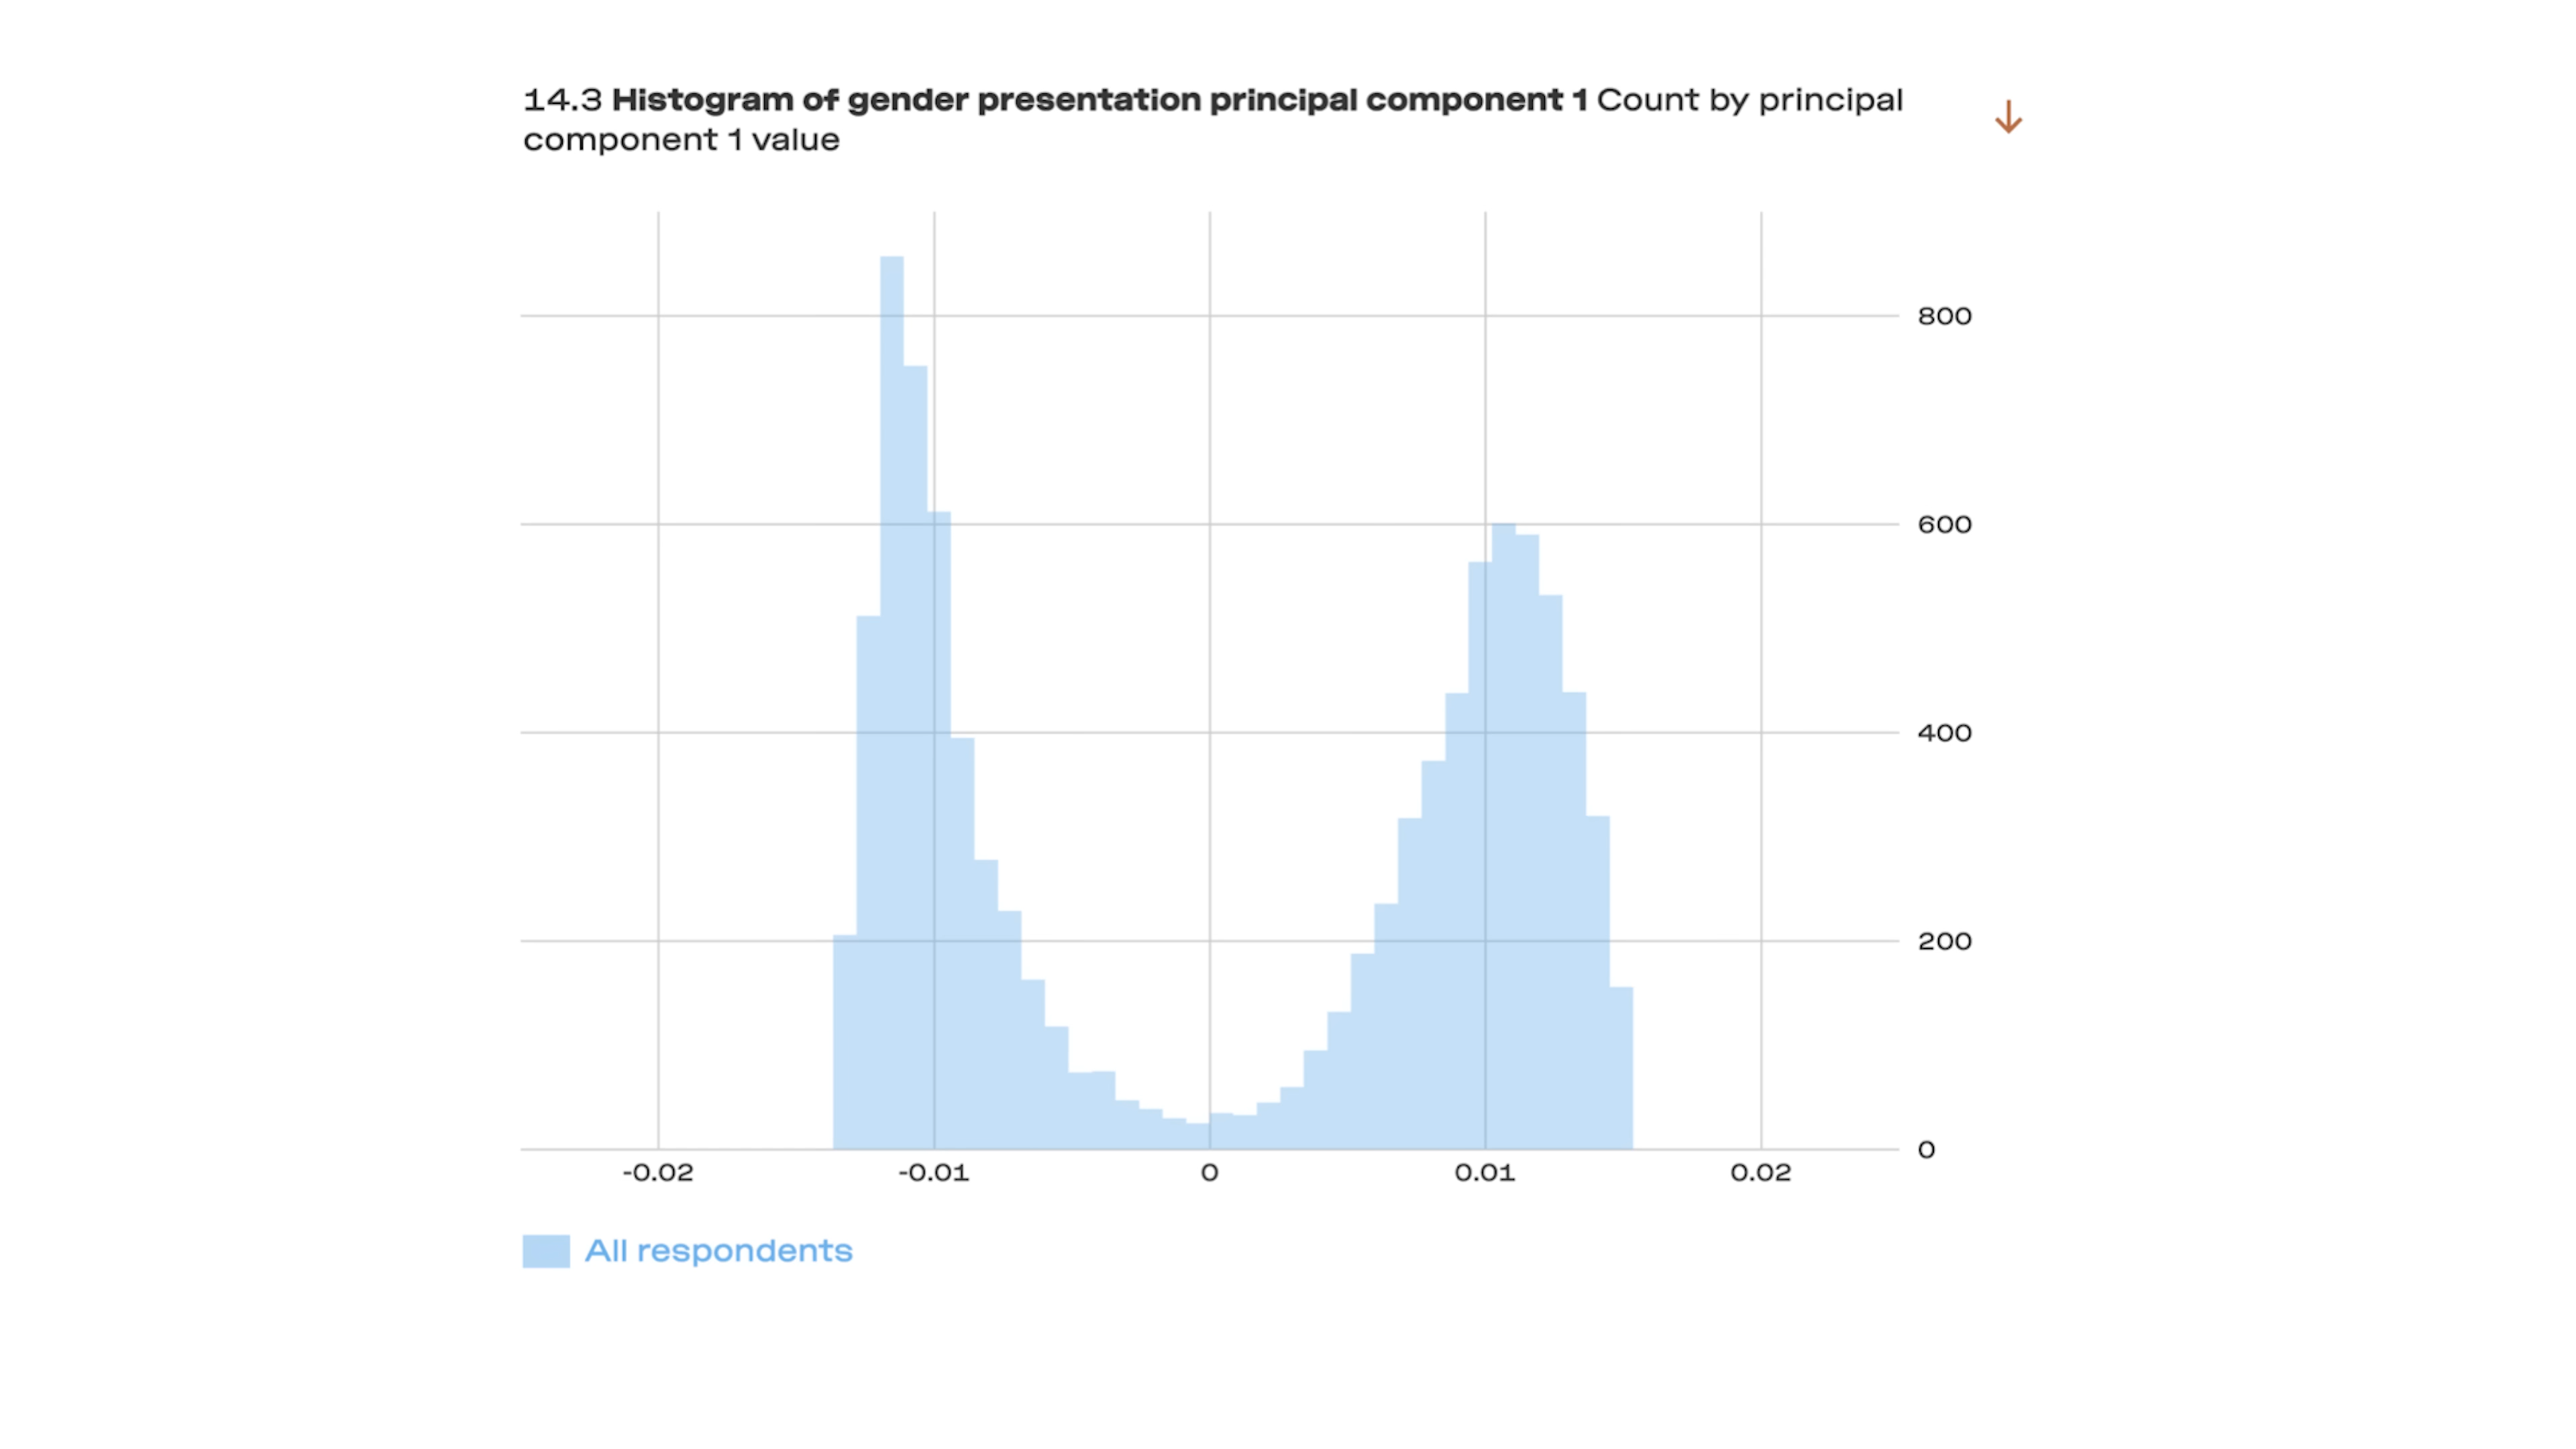 14.3 Histogram of gender presentation principal component 1 Count by principal
component 1 value
800
600
400
200
0
-0.02 -0.01 0 0.01 0.02
All respondents